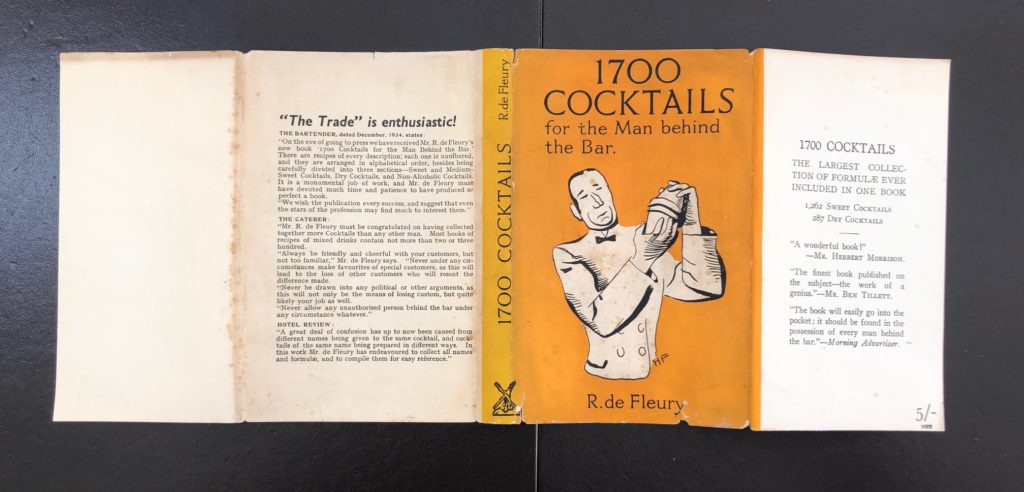 "The Trade" is enthusiastic!
THE BARTENDER, dated December, 1934, states:
"On the eve of going to press we have received Mr. R. de Fleury's
new book '1700 Cocktails for the Man Behind the Bar.'
There are recipes of every description; each one is numbered,
and they are arranged in alphabetical order, besides being
carefully divided into three sections—Sweet and Medium-
Sweet Cocktails, Dry Cocktails, and Non-Alcoholic Cocktails.
It is a monumental job of work, and Mr. de Fleury must
have devoted much time and patience to have produced so
perfect a book.
"We wish the publication every success, and suggest that even
the stars of the profession may find much to interest them."
THE CATERER:
"Mr. R. de Fleury must be congratulated on having collected
together more Cocktails than any other man. Most books of
recipes of mixed drinks contain not more than two or three
hundred.
"Always be friendly and cheerful with your customers, but
not too familiar," Mr. de Fleury says. "Never under any cir-
cumstances make favourites of special customers, as this will
lead to the loss of other customers who will resent the
difference made.
"Never be drawn into any political or other arguments, as
this will not only be the means of losing custom, but quite
likely your job as well.
"Never allow any unauthorised person behind the bar under
any circumstance whatever."
HOTEL REVIEW:
"A great deal of confusion has up to now been caused from
different names being given to the same cocktail, and cock-
tails of the same name being prepared in different ways. In
this work Mr. de Fleury has endeavoured to collect all names
and formulæ, and to compile them for easy reference."
1700 COCKTAILS R. de Fleury
1700
COCKTAILS
for the Man behind
the Bar.
HF
R. de Fleury
1700 COCKTAILS
THE LARGEST COLLEC-
TION OF FORMULÆ EVER
INCLUDED IN ONE BOOK
1,262 SWEET COCKTAILS
287 DRY COCKTAILS
"A wonderful book!"
—MR. HERBERT MORRISON.
"The finest book published on
the subject—the work of a
genius."—MR. BEN TILLETT.
"The book will easily go into the
pocket; it should be found in the
possession of every man behind
the bar."—Morning Advertiser.
5/-